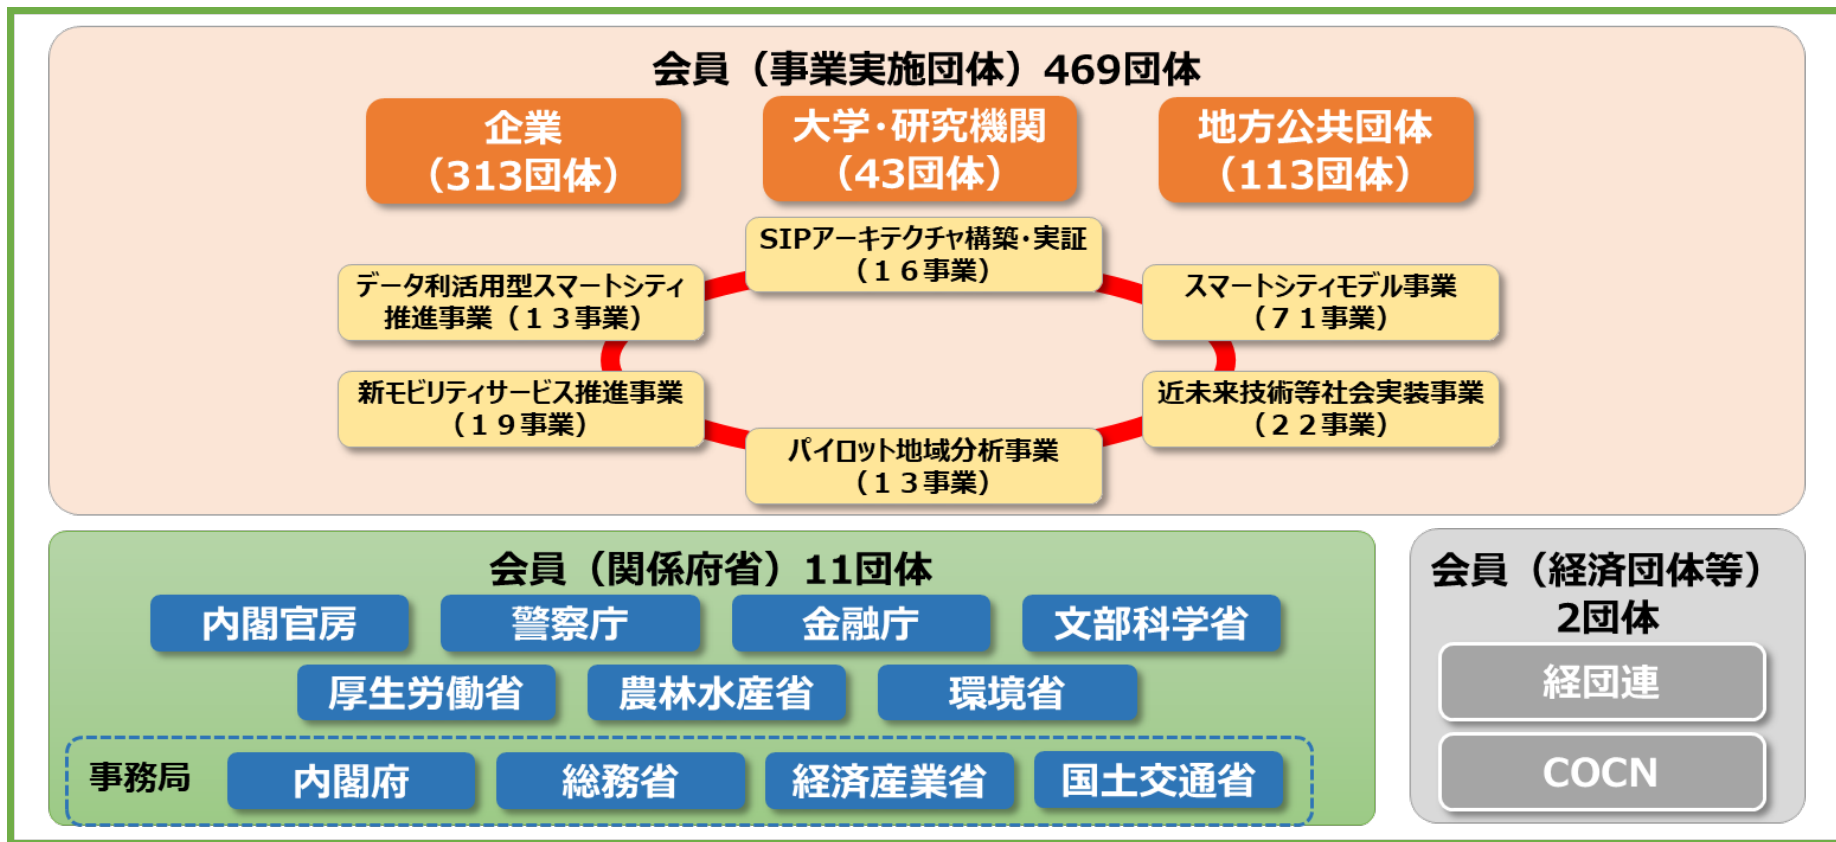 会員（事業実施団体）469団体
企業
（313団体）
大学・研究機関
（43団体）
地方公共団体
（113団体）
SIPアーキテクチャ構築・実証
（１６事業）
データ利活用型スマートシティ
推進事業（１３事業）
スマートシティモデル事業
（７１事業）
新モビリティサービス推進事業
（１９事業）
近未来技術等社会実装事業
（２２事業）
パイロット地域分析事業
（１３事業）
会員（関係府省）11団体
内閣官房
警察庁
金融庁
文部科学省
厚生労働省
農林水産省
環境省
事務局
内閣府
総務省
経済産業省
国土交通省
会員（経済団体等）
2団体
経団連
COCN